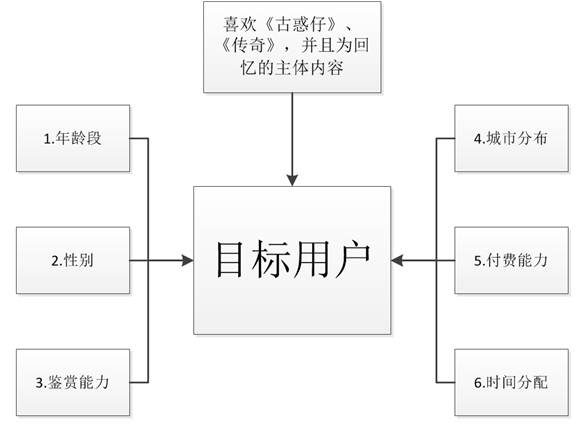 喜欢《古惑仔》、
《传奇》，并且为回
忆的主体内容
1.年龄段
4.城市分布
目标用户
2.性别
5.付费能力
3.鉴赏能力
6.时间分配